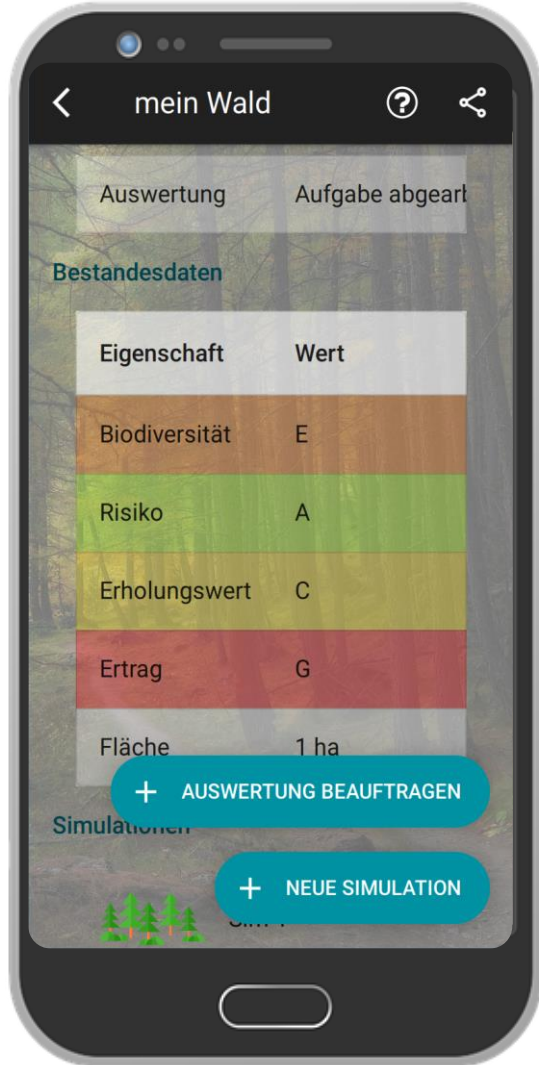 mein Wald
Auswertung Aufgabe abgearb
Bestandesdaten
Eigenschaft Wert
Biodiversität E
Risiko A
Erholungswert C
Ertrag G
Fläche 1 ha
+ AUSWERTUNG BEAUFTRAGEN
Simulationen
+ NEUE SIMULATION